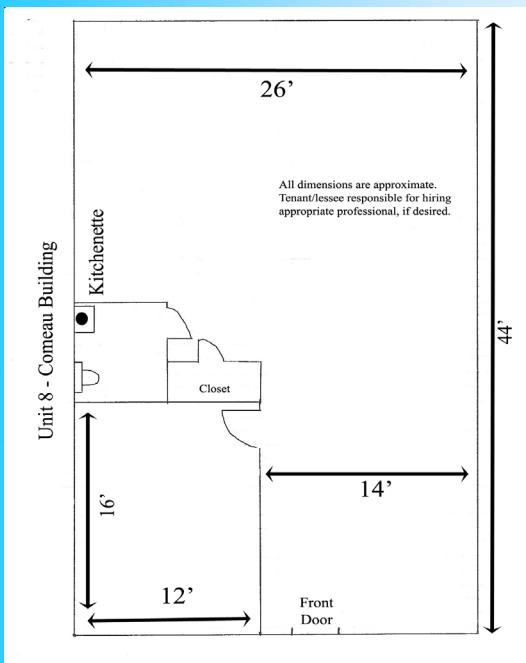 26’
All dimensions are approximate.
Tenant/lessee responsible for hiring
appropriate professional, if desired.
Unit 8 - Comeau Building
Kitchenette
44’
Closet
16’
14’
12’
Front
Door